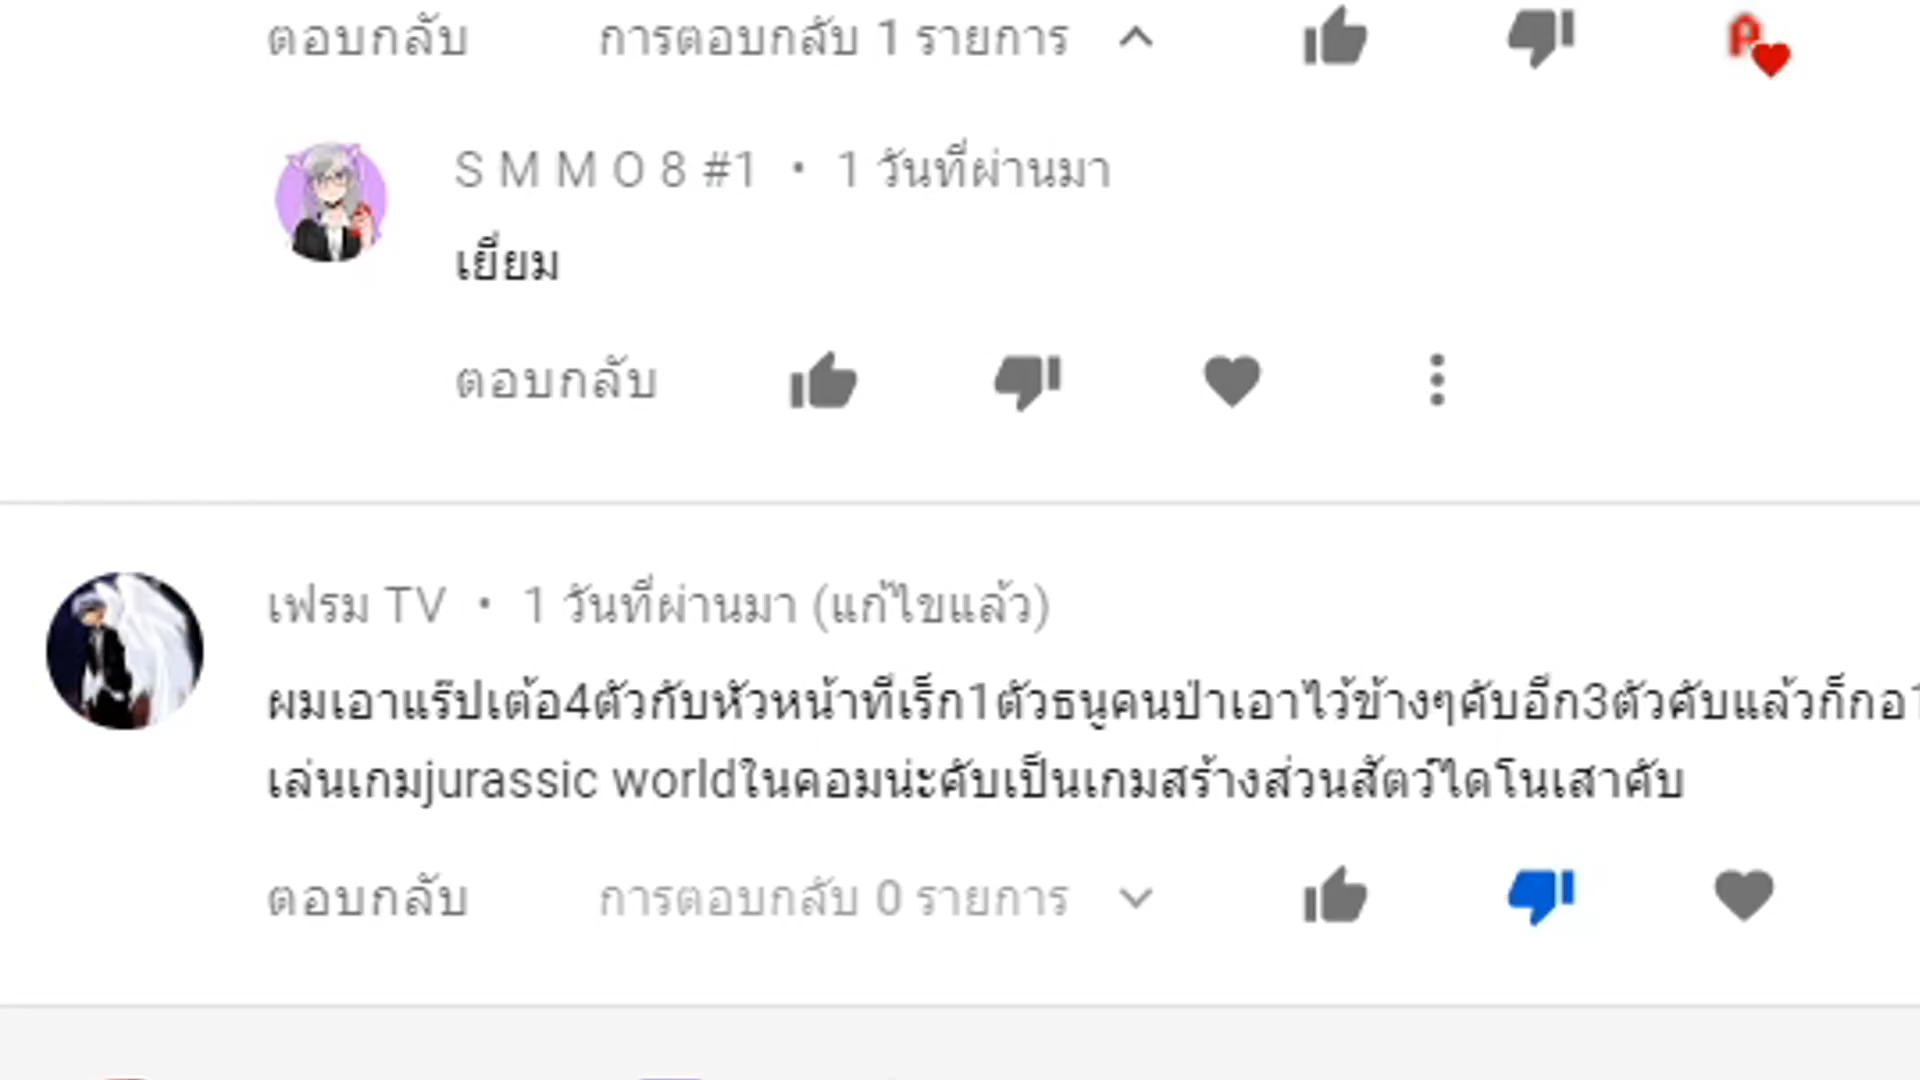 ตอบกลับ การตอบกลับ 1 รายการ
S M M O 8 #1 • 1 วันที่ผ่านมา
เยี่ยม
ตอบกลับ
เฟรม TV • 1 วันที่ผ่านมา (แก้ไขแล้ว)
ผมเอาแร๊ปเต้อ4ตัวกับหัวหน้าทีเร็ก1ตัวธนูคนป่าเอาไว้ข้างๆคับอีก3ตัวคับแล้วก็กอ1
เล่นเกมjurassic worldในคอมน่ะคับเป็นเกมสร้างส่วนสัตว์ไดโนเสาคับ
ตอบกลับ การตอบกลับ 0 รายการ